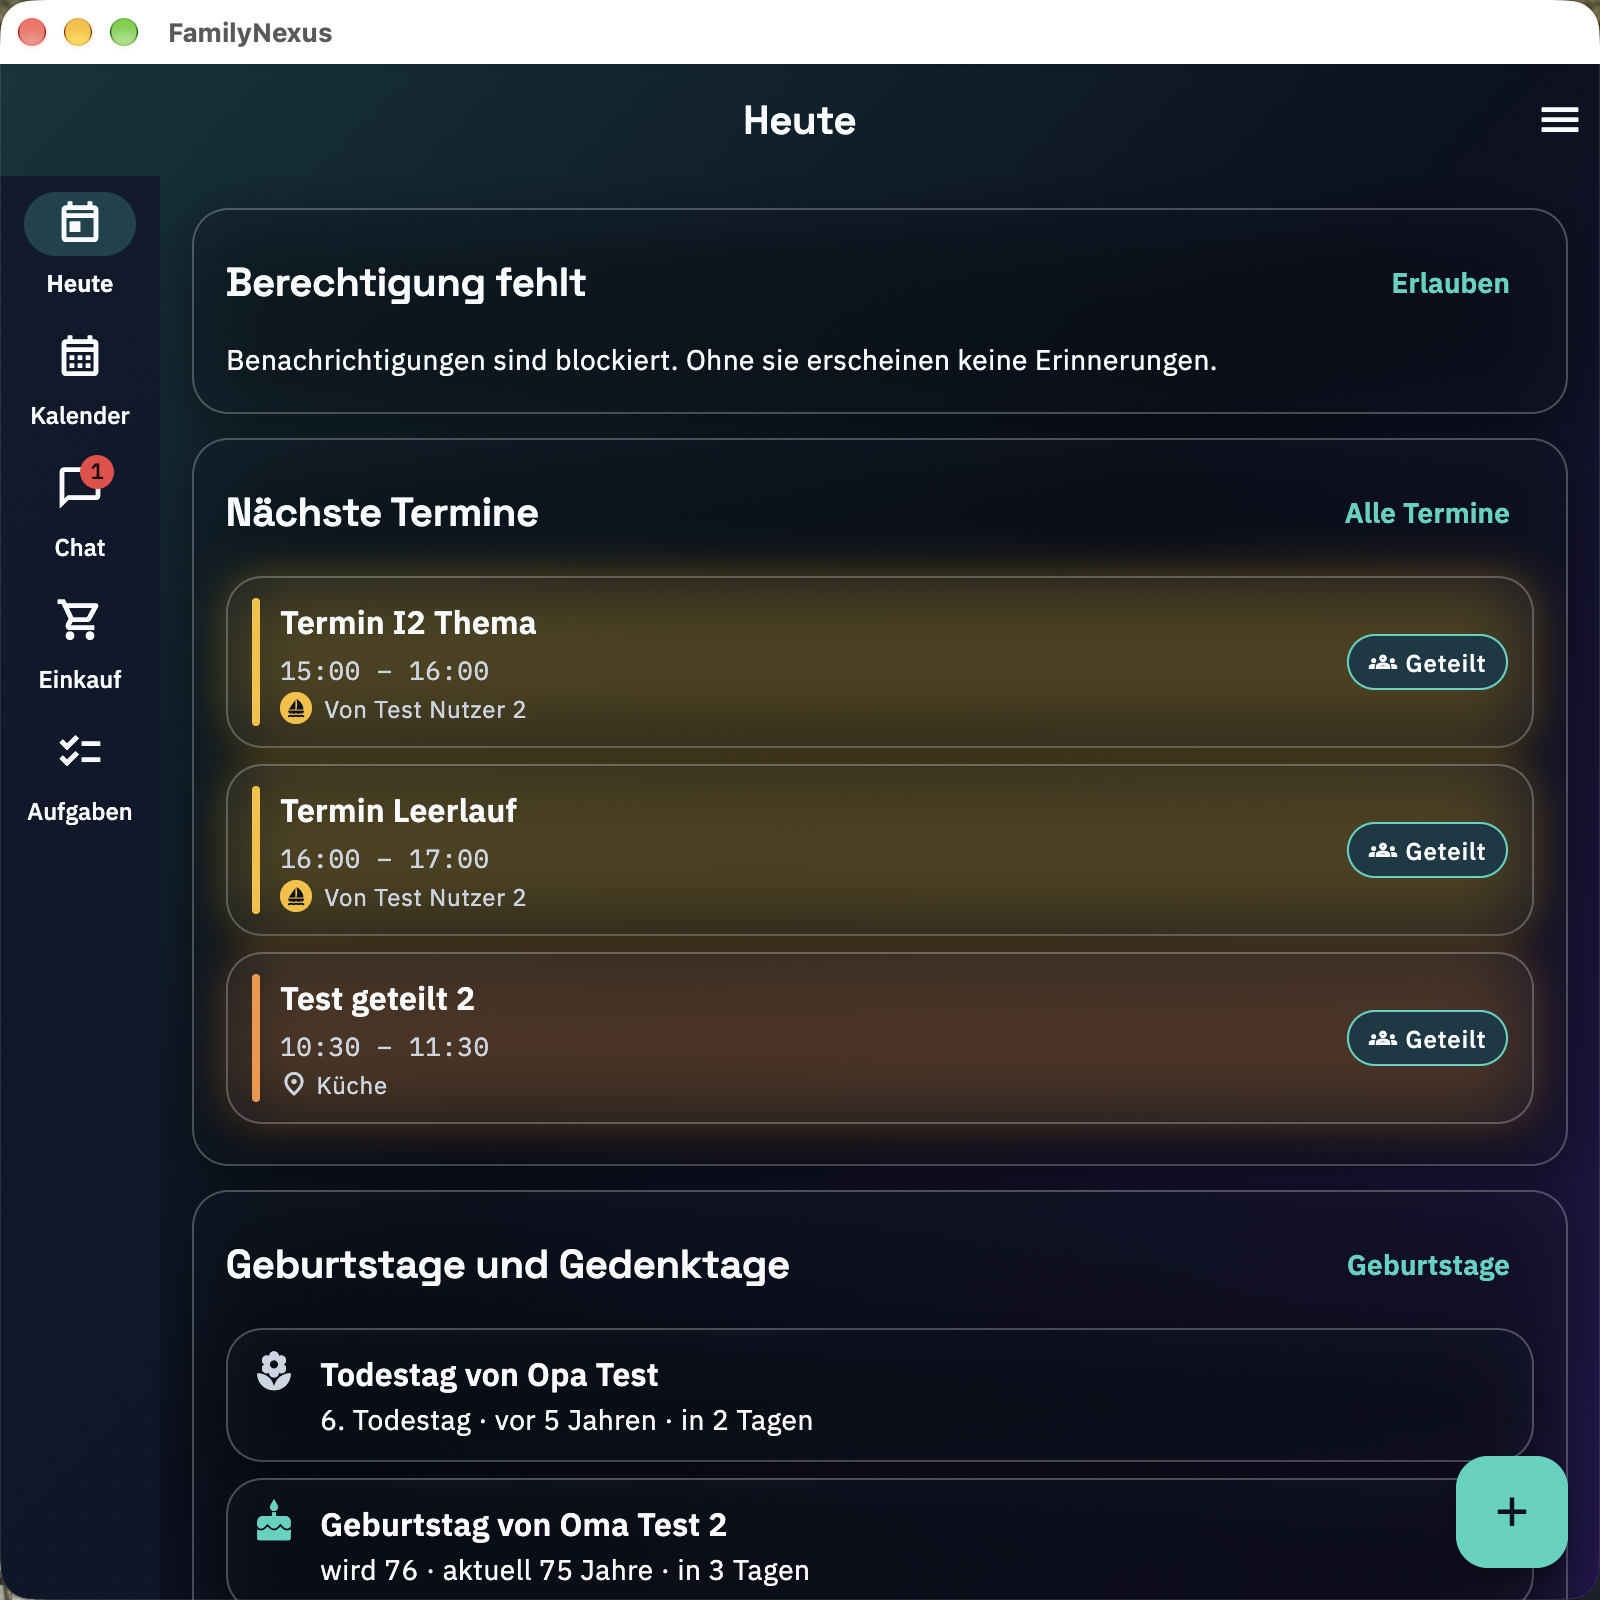 FamilyNexus
Heute
Heute
Kalender
1
Chat
Einkauf
Aufgaben
Berechtigung fehlt
Erlauben
Benachrichtigungen sind blockiert. Ohne sie erscheinen keine Erinnerungen.
Nächste Termine
Alle Termine
Termin I2 Thema
15:00 – 16:00
Von Test Nutzer 2
Geteilt
Termin Leerlauf
16:00 – 17:00
Von Test Nutzer 2
Geteilt
Test geteilt 2
10:30 – 11:30
Küche
Geteilt
Geburtstage und Gedenktage
Geburtstage
Todestag von Opa Test
6. Todestag · vor 5 Jahren · in 2 Tagen
Geburtstag von Oma Test 2
wird 76 · aktuell 75 Jahre · in 3 Tagen
+